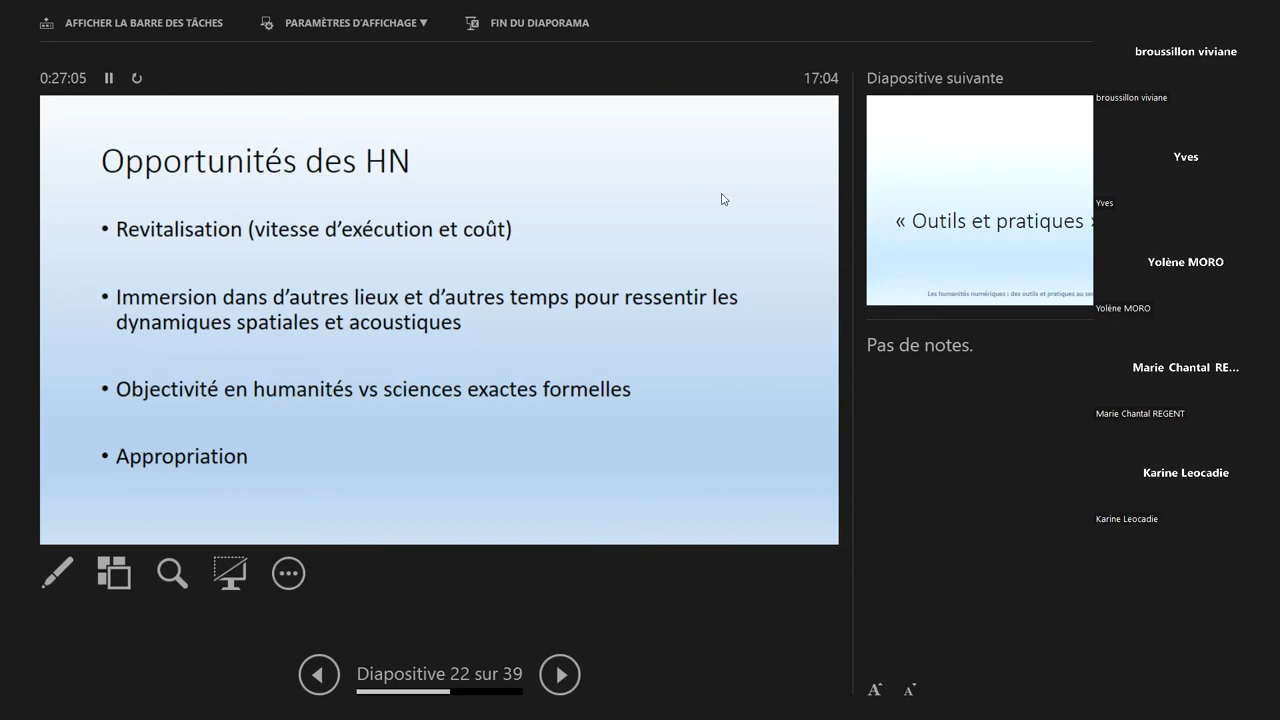 AFFICHER LA BARRE DES TÂCHES
PARAMÈTRES D'AFFICHAGE ▼
FIN DU DIAPORAMA
0:27:05
17:04
Opportunités des HN
• Revitalisation (vitesse d'exécution et coût)
• Immersion dans d'autres lieux et d'autres temps pour ressentir les
dynamiques spatiales et acoustiques
• Objectivité en humanités vs sciences exactes formelles
• Appropriation
Diapositive 22 sur 39
Diapositive suivante
« Outils et pratiques »
Les humanités numériques : des outils et pratiques au
Pas de notes.
A A
broussillon viviane
broussillon viviane
Yves
Yves
Yolène MORO
Yolène MORO
Marie Chantal RE...
Marie Chantal REGENT
Karine Leocadie
Karine Leocadie